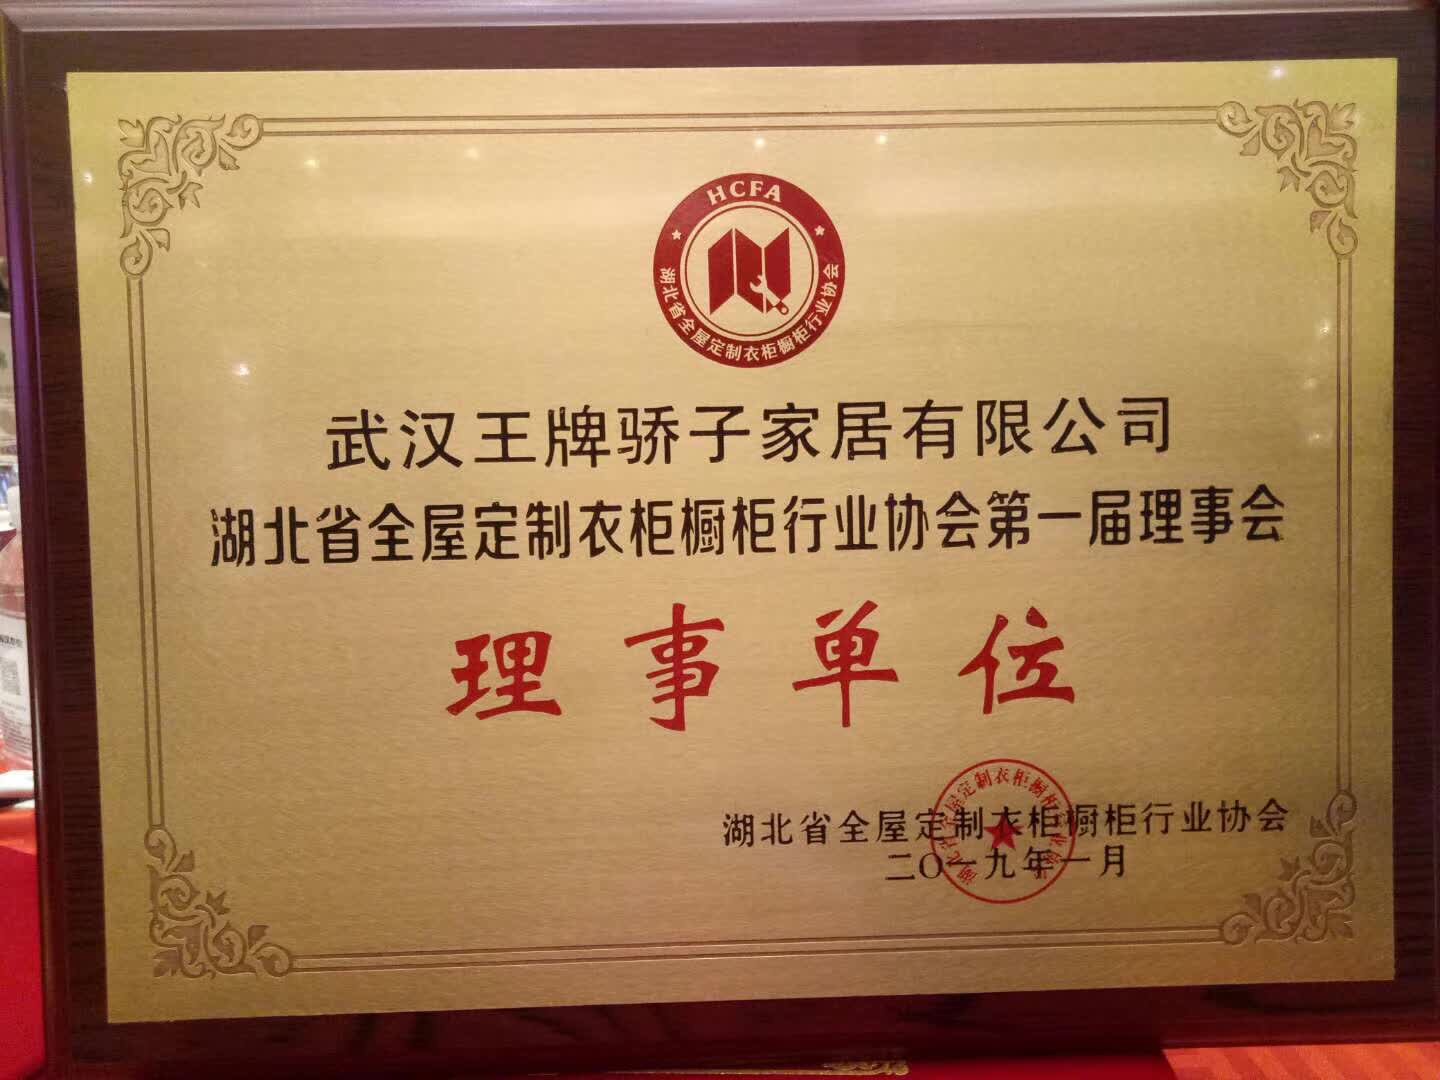 HCFA
湖北省全屋定制衣柜橱柜行业协会
武汉王牌骄子家居有限公司
湖北省全屋定制衣柜橱柜行业协会第一届理事会
理事单位
湖北省全屋定制衣柜橱柜行业协会
二〇一九年一月